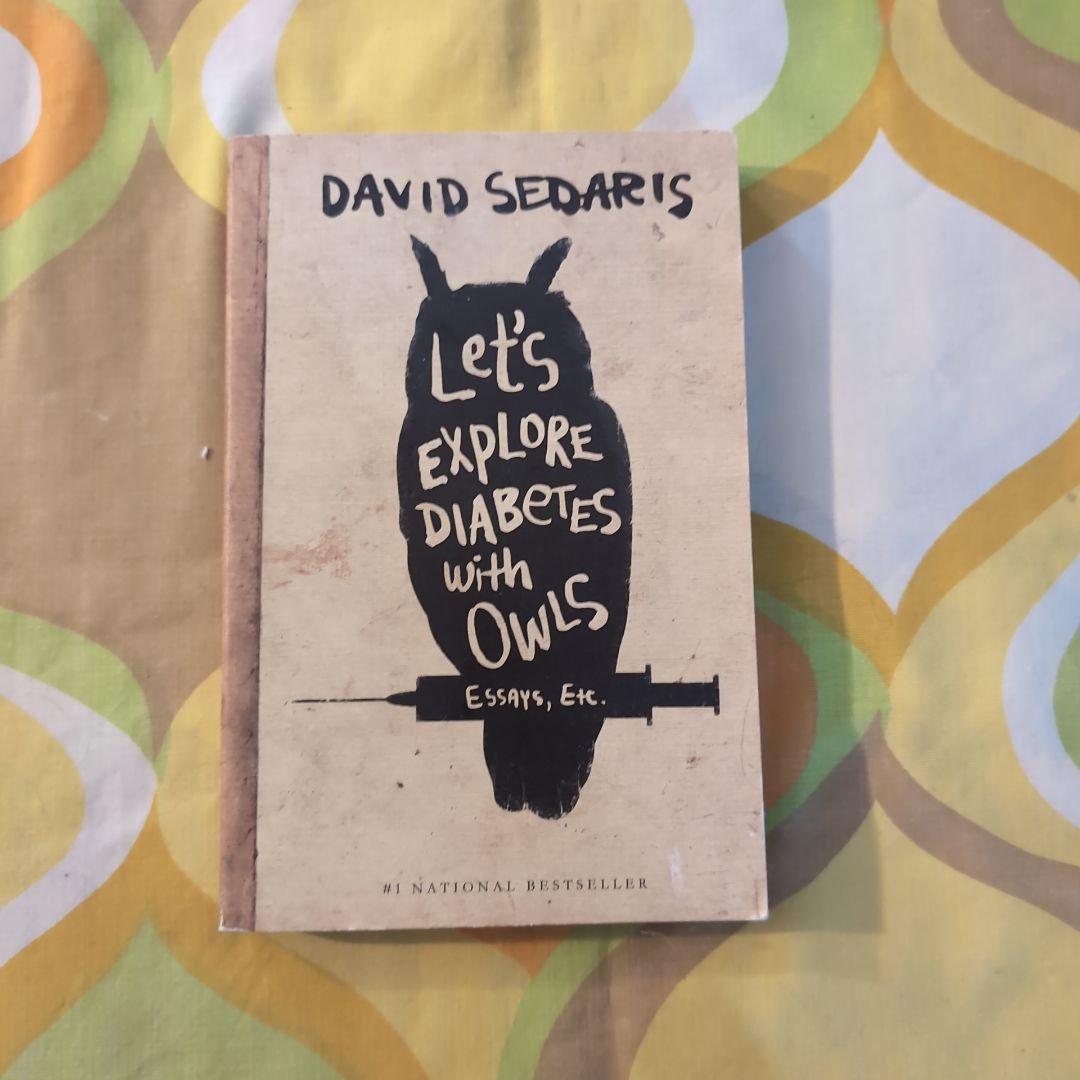 DAVID SEDARIS
Let's
EXPLORE
DIABeTES
with
OWLS
ESSAYS, Etc.
#1 NATIONAL BESTSELLER